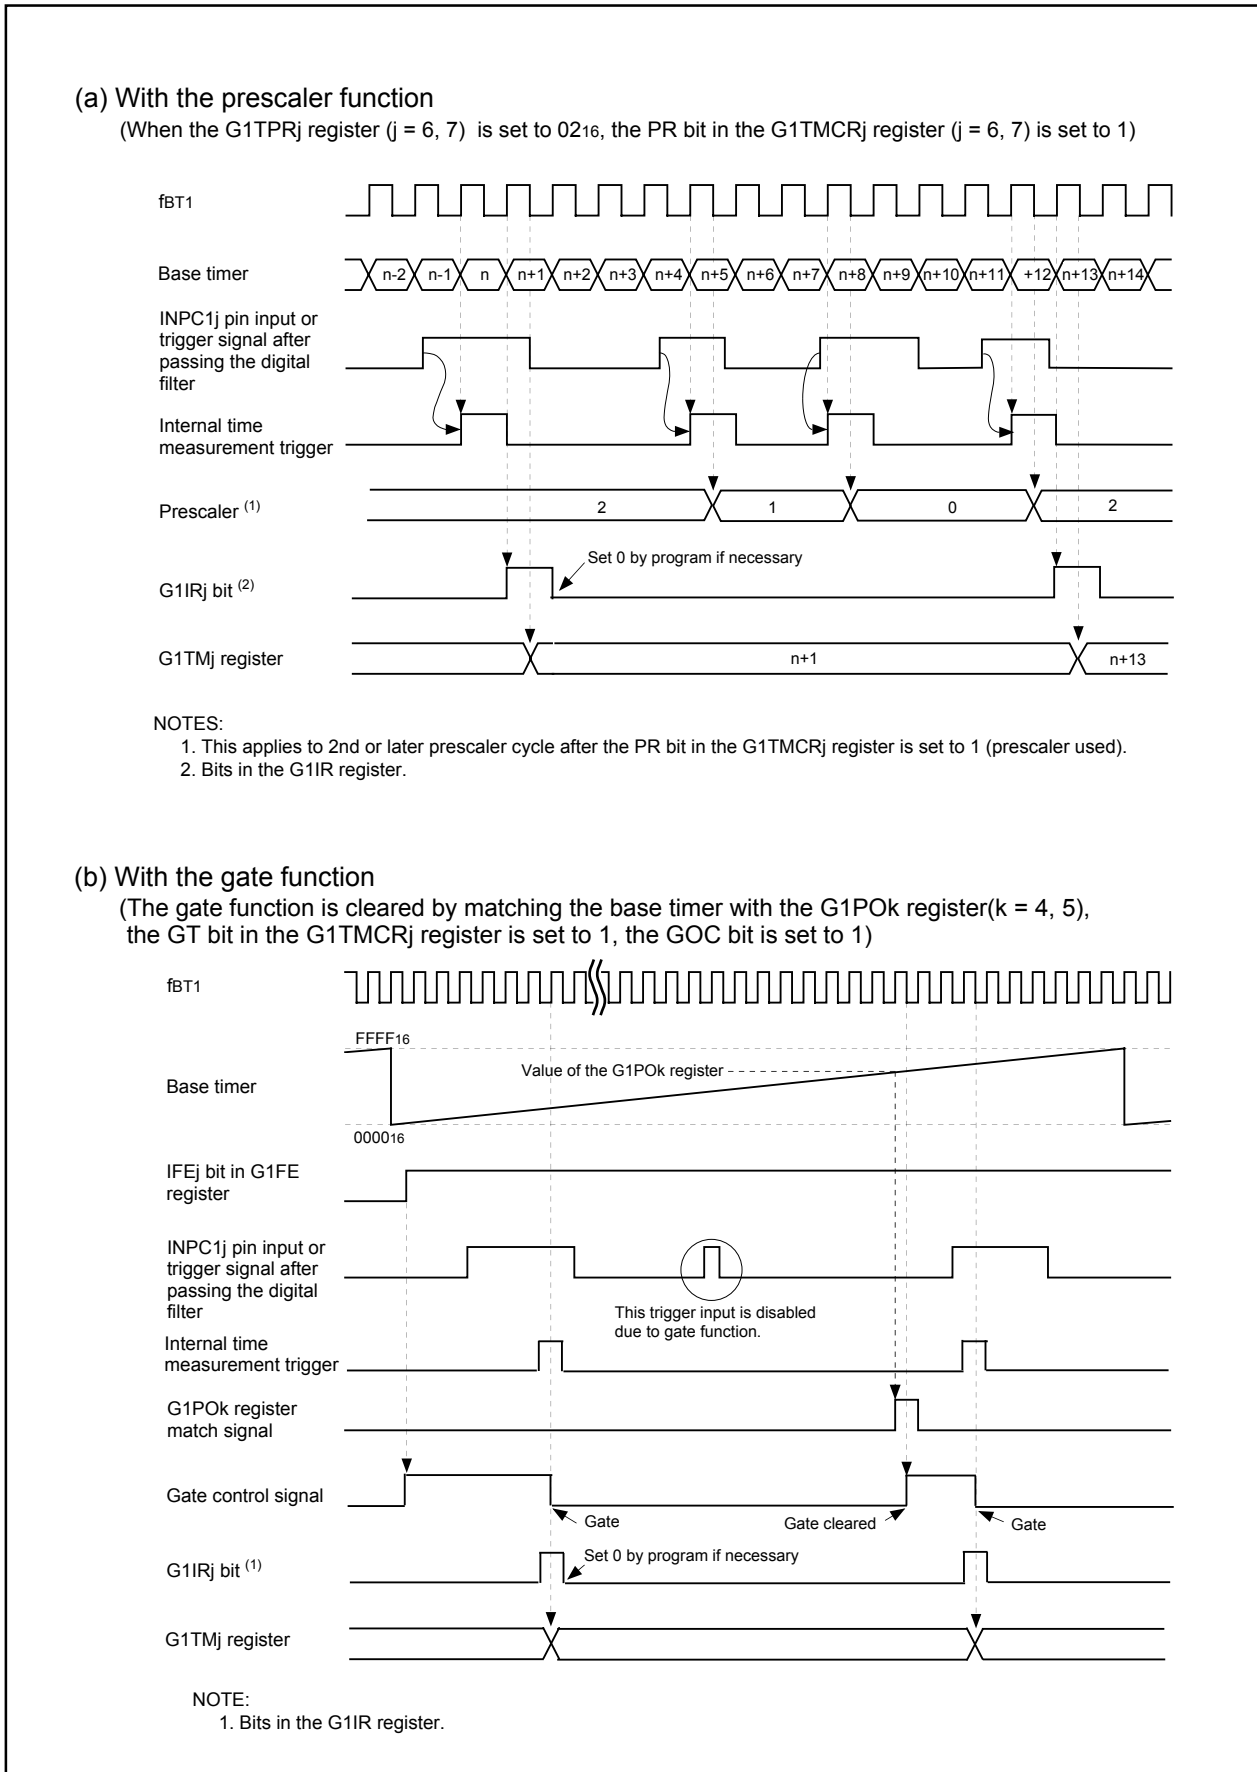 (a) With the prescaler function
(When the G1TPRj register (j = 6, 7) is set to 0216, the PR bit in the G1TMCRj register (j = 6, 7) is set to 1)
fBT1
Base timer
n-2 n-1 n n+1 n+2 n+3 n+4 n+5 n+6 n+7 n+8 n+9 n+10 n+11 +12 n+13 n+14
INPC1j pin input or
trigger signal after
passing the digital
filter
Internal time
measurement trigger
Prescaler (1)
2 1 0 2
Set 0 by program if necessary
G1IRj bit (2)
G1TMj register
n+1 n+13
NOTES:
1. This applies to 2nd or later prescaler cycle after the PR bit in the G1TMCRj register is set to 1 (prescaler used).
2. Bits in the G1IR register.
(b) With the gate function
(The gate function is cleared by matching the base timer with the G1POk register(k = 4, 5),
the GT bit in the G1TMCRj register is set to 1, the GOC bit is set to 1)
fBT1
FFFF16
Value of the G1POk register
Base timer
000016
IFEj bit in G1FE
register
INPC1j pin input or
trigger signal after
passing the digital
filter
This trigger input is disabled
due to gate function.
Internal time
measurement trigger
G1POk register
match signal
Gate control signal
Gate Gate cleared Gate
G1IRj bit (1)
Set 0 by program if necessary
G1TMj register
NOTE:
1. Bits in the G1IR register.